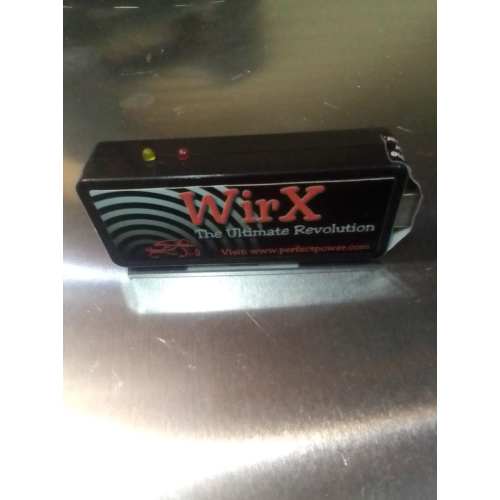 WirX
The Ultimate Revolution
Visit: www.perfectpower.com